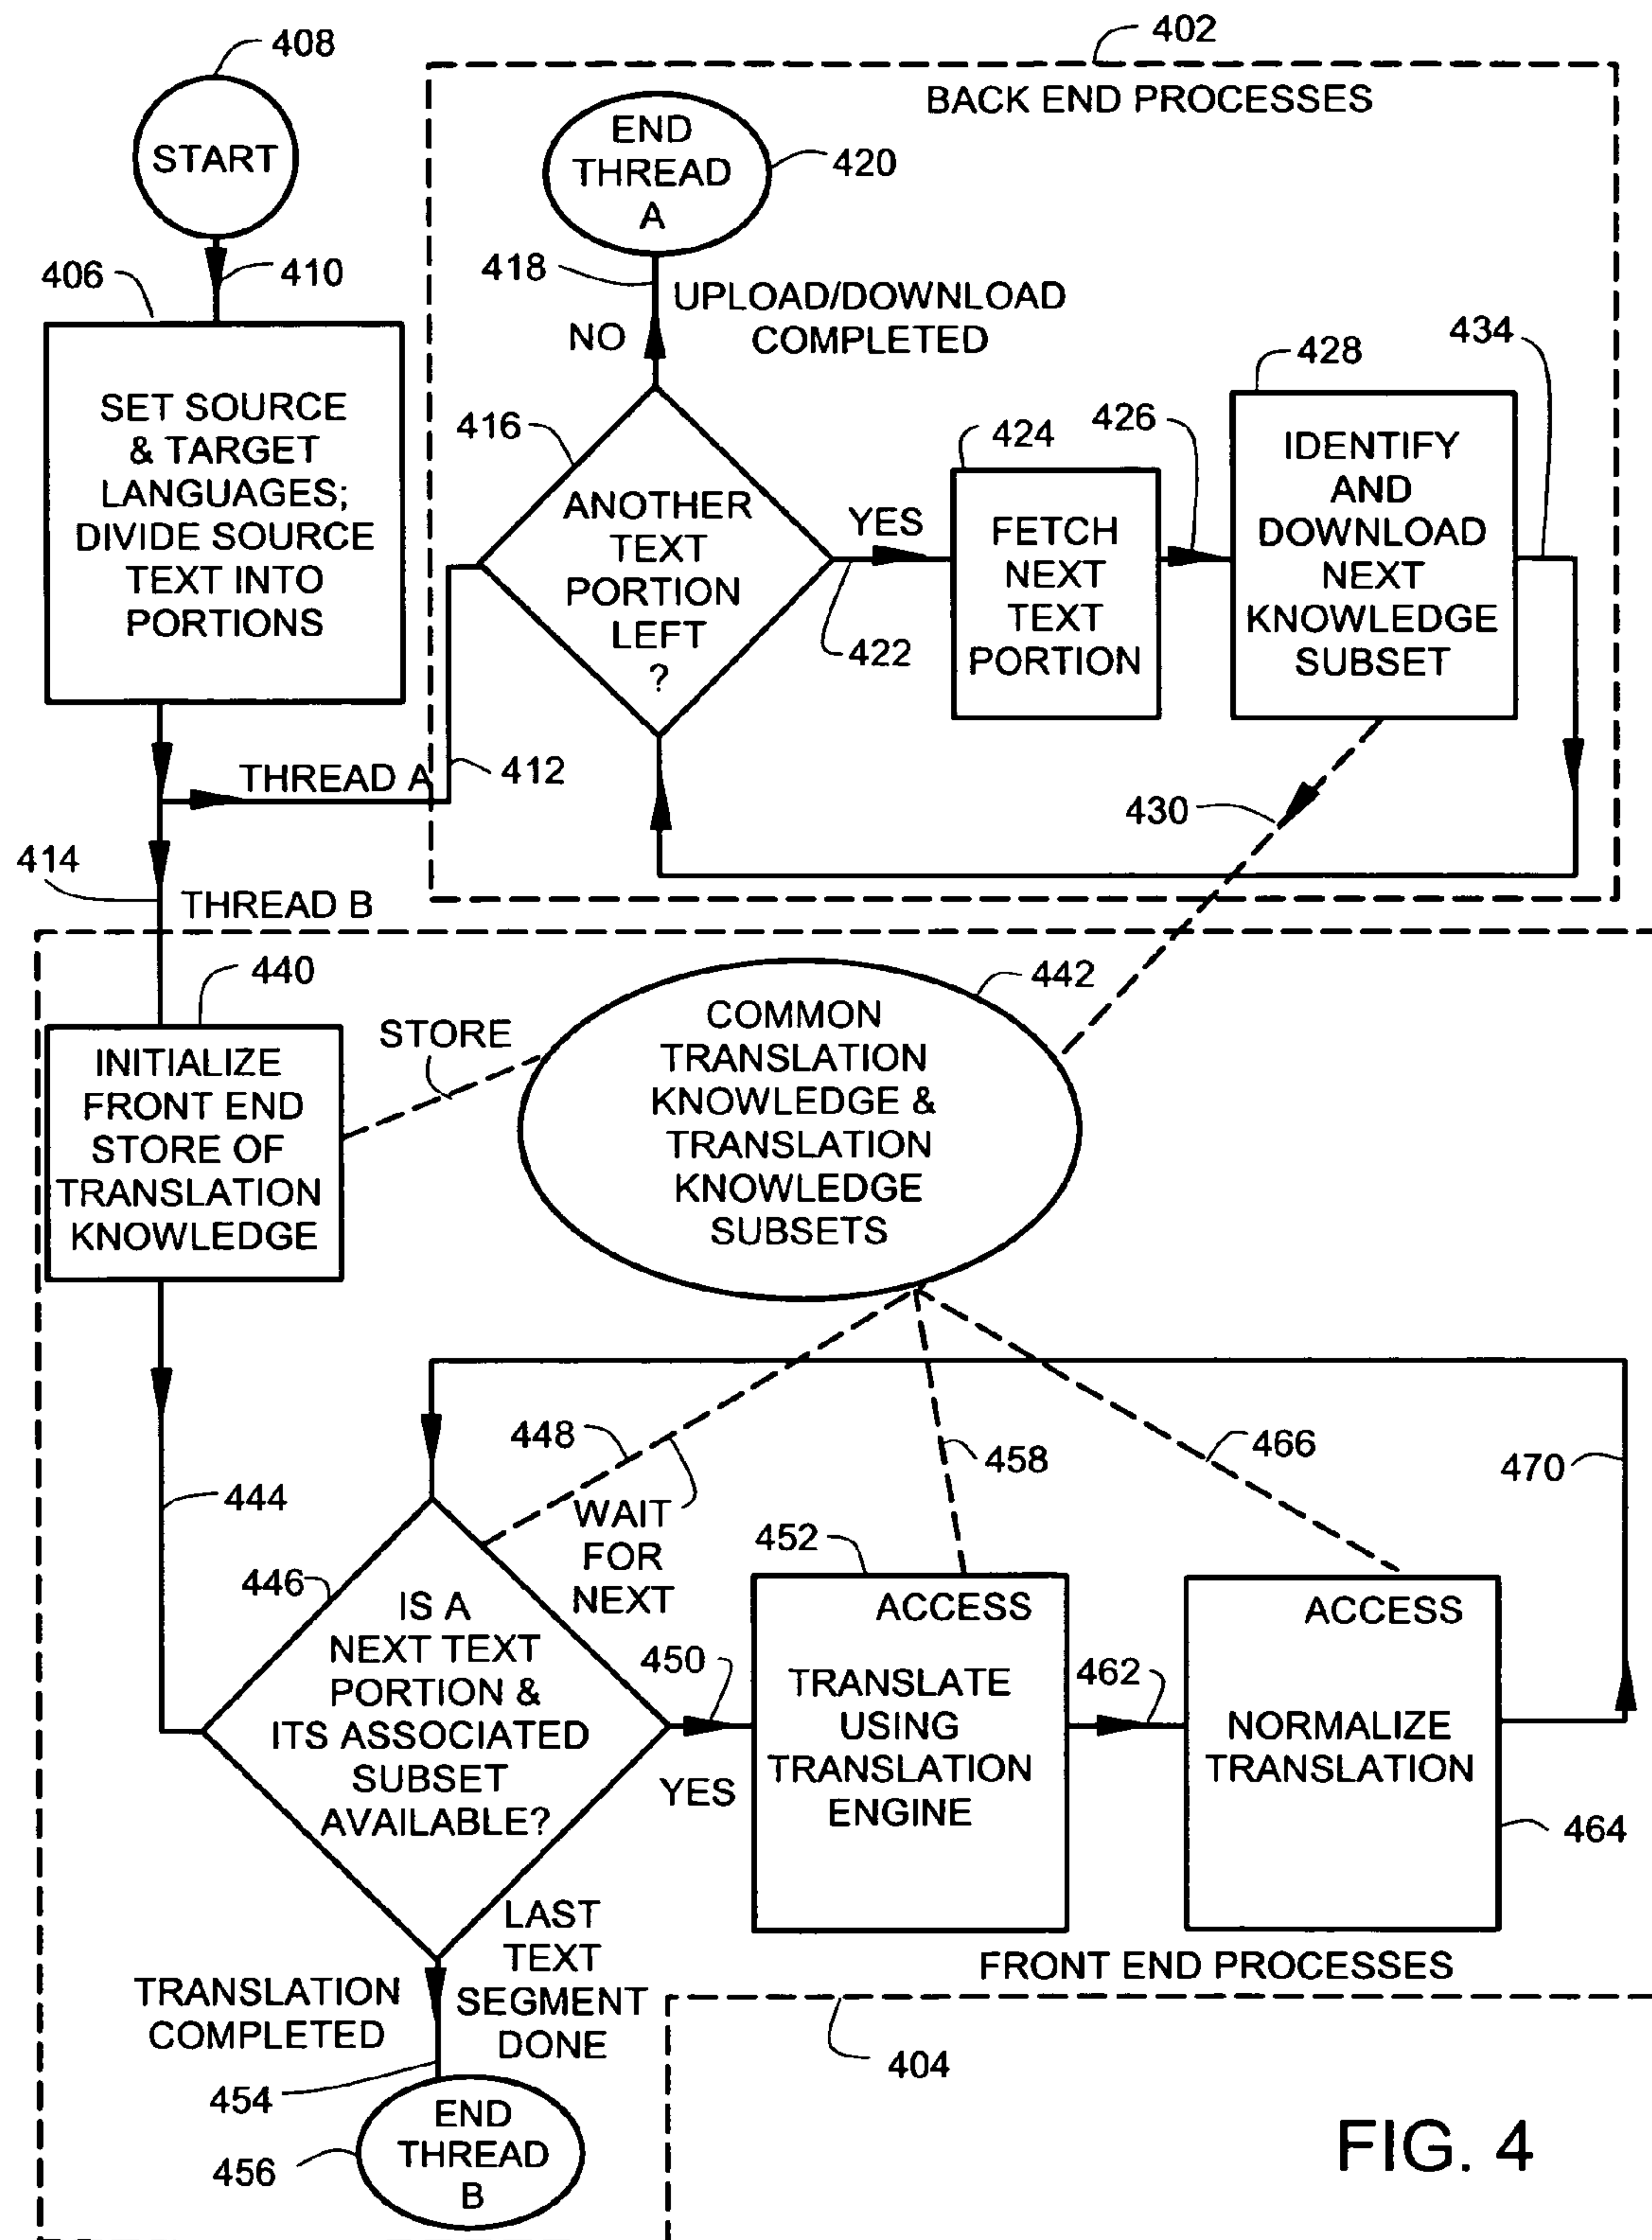 408
START
410
406
SET SOURCE
& TARGET
LANGUAGES;
DIVIDE SOURCE
TEXT INTO
PORTIONS
THREAD A
412
414
THREAD B
402
BACK END PROCESSES
END
THREAD
A
420
418
UPLOAD/DOWNLOAD
COMPLETED
NO
416
ANOTHER
TEXT
PORTION
LEFT
?
YES
422
424
FETCH
NEXT
TEXT
PORTION
426
428
IDENTIFY
AND
DOWNLOAD
NEXT
KNOWLEDGE
SUBSET
434
430
440
INITIALIZE
FRONT END
STORE OF
TRANSLATION
KNOWLEDGE
STORE
442
COMMON
TRANSLATION
KNOWLEDGE &
TRANSLATION
KNOWLEDGE
SUBSETS
444
446
IS A
NEXT TEXT
PORTION &
ITS ASSOCIATED
SUBSET
AVAILABLE?
448
WAIT
FOR
NEXT
450
YES
452
ACCESS
TRANSLATE
USING
TRANSLATION
ENGINE
458
462
466
ACCESS
NORMALIZE
TRANSLATION
464
470
LAST
TEXT
SEGMENT
DONE
TRANSLATION
COMPLETED
454
END
THREAD
B
456
FRONT END PROCESSES
404
FIG. 4